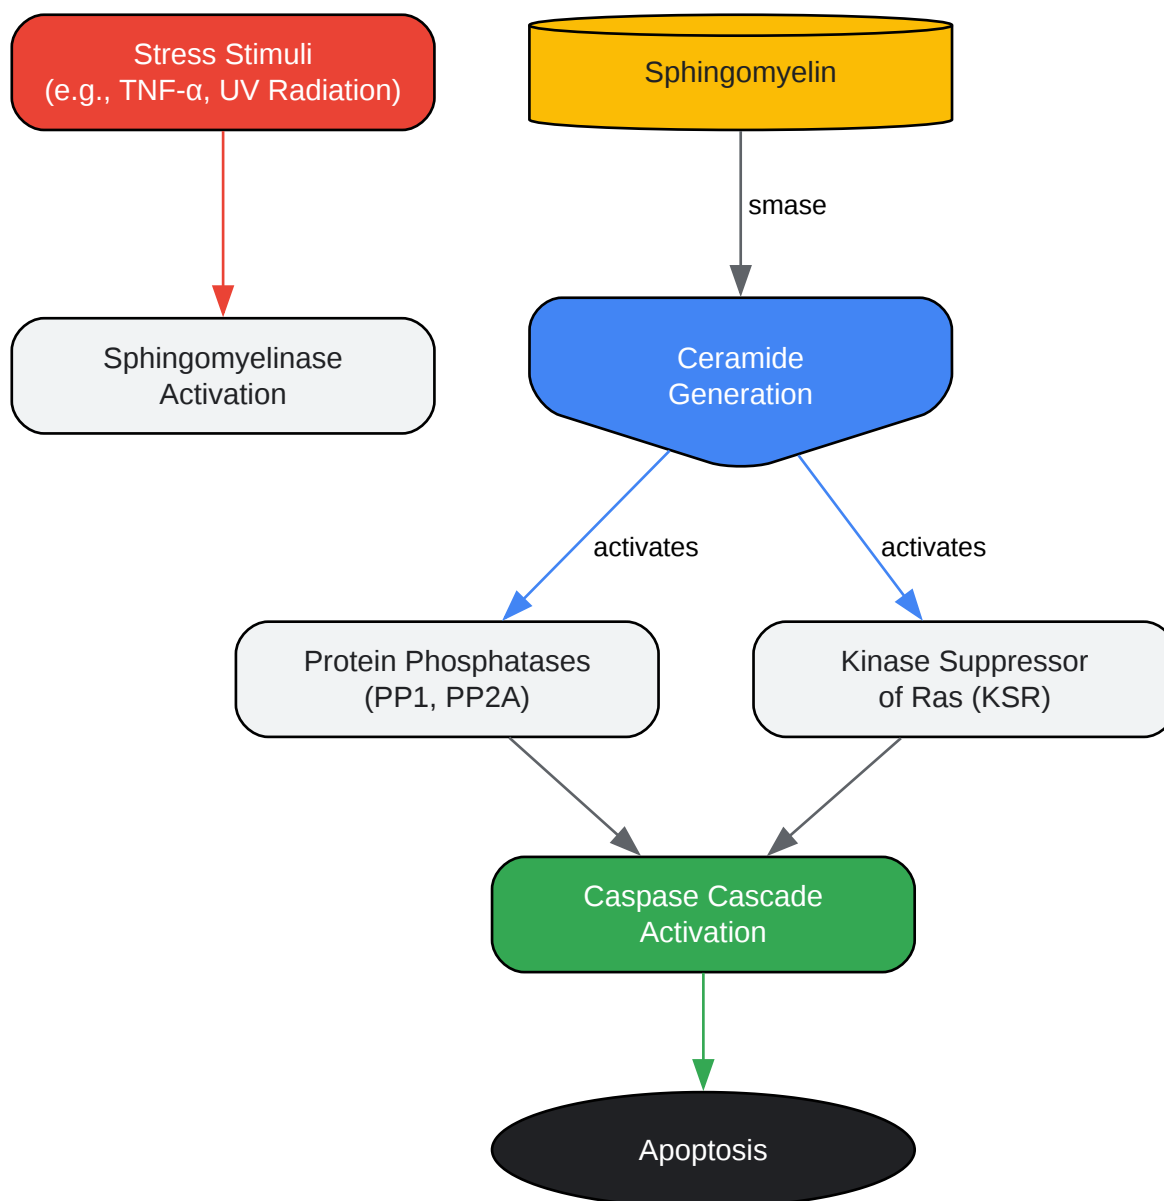 Stress Stimuli
(e.g., TNF-α, UV Radiation)
Sphingomyelin
smase
Sphingomyelinase
Activation
Ceramide
Generation
activates
activates
Protein Phosphatases
(PP1, PP2A)
Kinase Suppressor
of Ras (KSR)
Caspase Cascade
Activation
Apoptosis